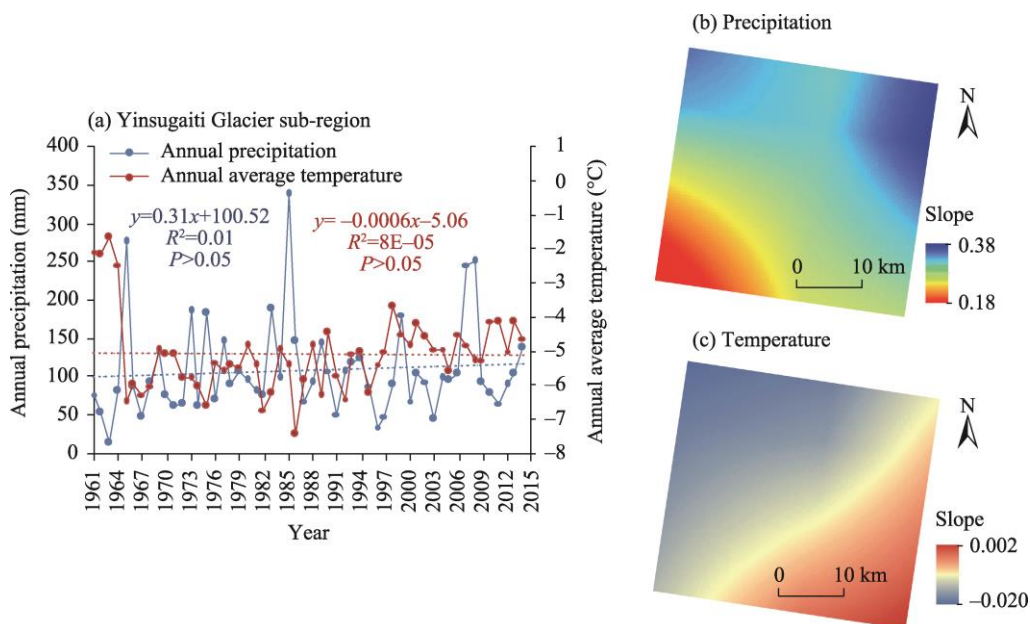 (a) Yinsugaiti Glacier sub-region
Annual precipitation
Annual average temperature
y=0.31x+100.52
R²=0.01
P>0.05
y= –0.0006x–5.06
R²=8E–05
P>0.05
Annual precipitation (mm)
400
350
300
250
200
150
100
50
0
Annual average temperature (°C)
1
0
–1
–2
–3
–4
–5
–6
–7
–8
1961
1964
1967
1970
1973
1976
1979
1982
1985
1988
1991
1994
1997
2000
2003
2006
2009
2012
2015
Year
(b) Precipitation
N
Slope
0.38
0.18
0 10 km
(c) Temperature
N
Slope
0.002
–0.020
0 10 km